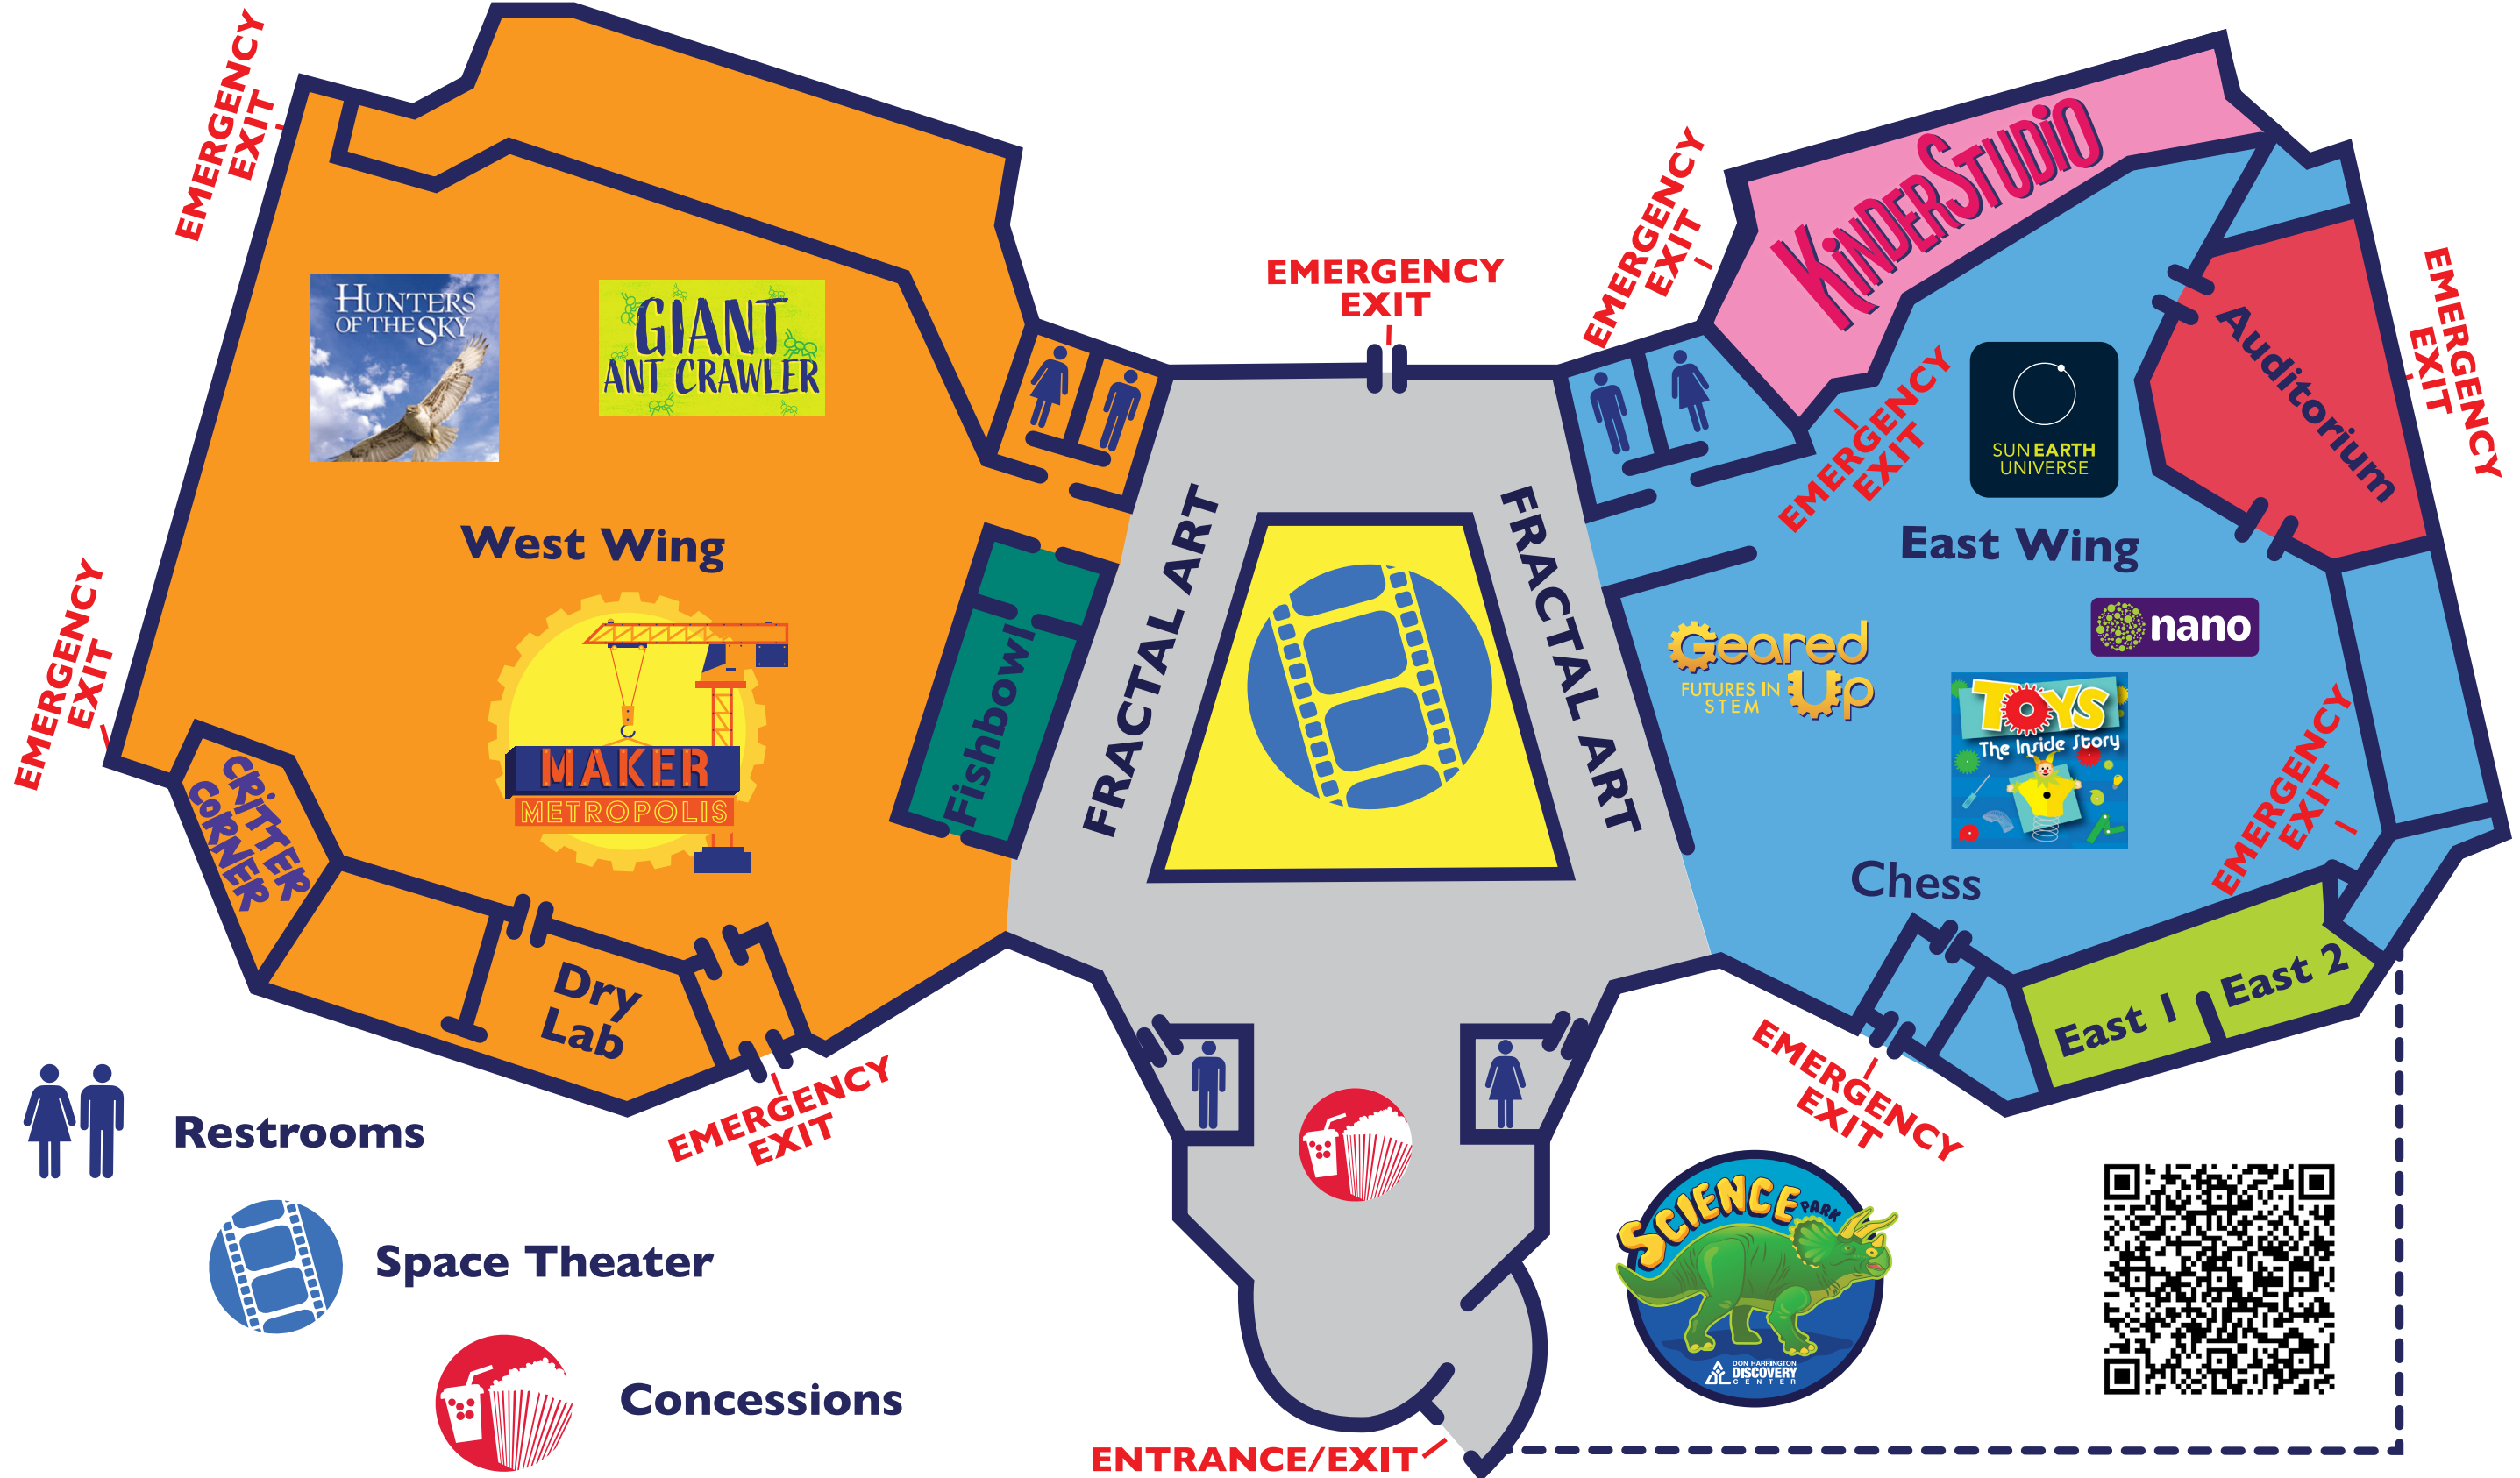 EMERGENCY
EXIT
HUNTERS
OF THE SKY
GIANT
ANT CRAWLER
West Wing
EMERGENCY
EXIT
MAKER
METROPOLIS
CRITTER
CORNER
Dry
Lab
EMERGENCY
EXIT
Fishbowl
FRACTAL ART
EMERGENCY
EXIT
FRACTAL ART
EMERGENCY
EXIT
KINDERSTUDIO
EMERGENCY
EXIT
SUN EARTH
UNIVERSE
Auditorium
EMERGENCY
EXIT
East Wing
Geared
FUTURES IN
STEM
Up
nano
TOYS
The Inside Story
Chess
EMERGENCY
EXIT
East 1
East 2
EMERGENCY
EXIT
Restrooms
Space Theater
Concessions
SCIENCE PARK
DON HARRINGTON
DISCOVERY
CENTER
ENTRANCE/EXIT